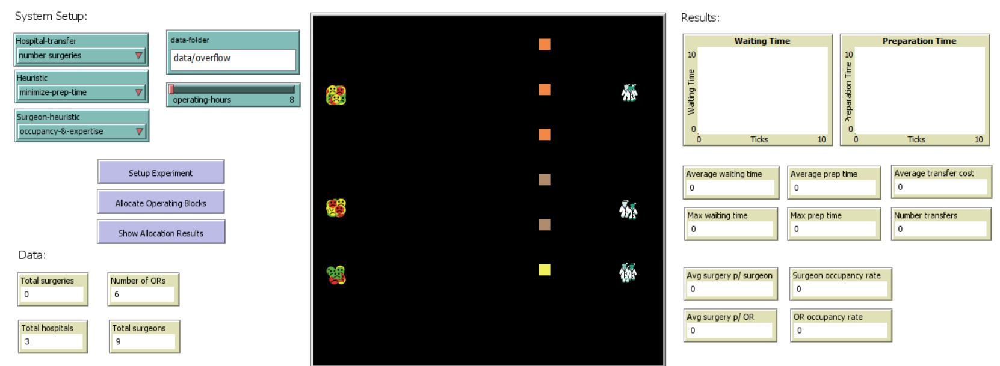 System Setup:
Hospital-transfer
number surgeries
Heuristic
minimize-prep-time
Surgeon-heuristic
occupancy-&-expertise
data-folder
data/overflow
operating-hours 8
Setup Experiment
Allocate Operating Blocks
Show Allocation Results
Data:
Total surgeries
0
Number of ORs
6
Total hospitals
3
Total surgeons
9
Results:
Waiting Time
10
Waiting Time
0
0 Ticks 10
Preparation Time
10
Preparation Time
0
0 Ticks 10
Average waiting time
0
Average prep time
0
Average transfer cost
0
Max waiting time
0
Max prep time
0
Number transfers
0
Avg surgery p/ surgeon
0
Surgeon occupancy rate
0
Avg surgery p/ OR
0
OR occupancy rate
0